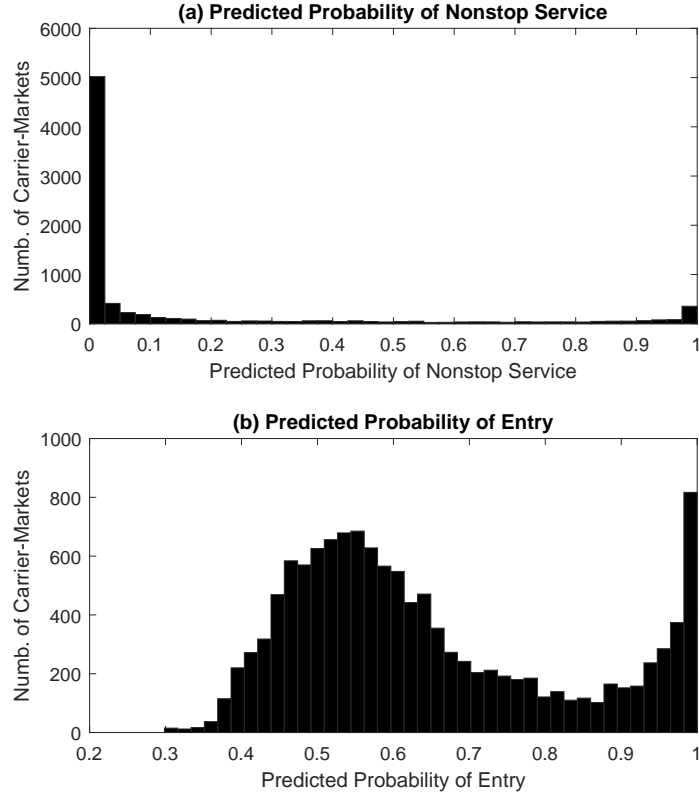 (a) Predicted Probability of Nonstop Service
6000
5000
4000
3000
2000
1000
0
Numb. of Carrier-Markets
0 0.1 0.2 0.3 0.4 0.5 0.6 0.7 0.8 0.9 1
Predicted Probability of Nonstop Service
(b) Predicted Probability of Entry
1000
800
600
400
200
0
Numb. of Carrier-Markets
0.2 0.3 0.4 0.5 0.6 0.7 0.8 0.9 1
Predicted Probability of Entry